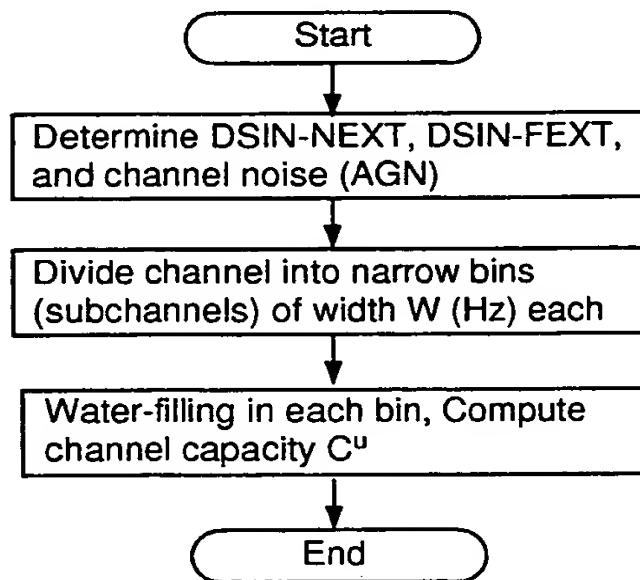 Start
Determine DSIN-NEXT, DSIN-FEXT,
and channel noise (AGN)
Divide channel into narrow bins
(subchannels) of width W (Hz) each
Water-filling in each bin, Compute
channel capacity Cᵘ
End